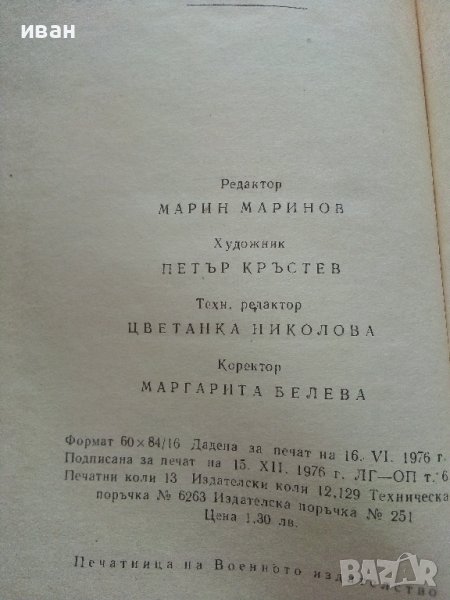 иван
Редактор
МАРИН МАРИНОВ
Художник
ПЕТЪР КРЪСТЕВ
Техн. редактор
ЦВЕТАНКА НИКОЛОВА
Коректор
МАРГАРИТА БЕЛЕВА
Формат 60×84/16 Дадена за печат на 16. VI. 1976 г.
Подписана за печат на 15. XII. 1976 г. ЛГ—ОП т. 6
Печатни коли 13 Издателски коли 12,129 Техническа
поръчка № 6263 Издателска поръчка № 251
Цена 1,30 лв.
Печатница на Военното издателство
BAZAR
.bg